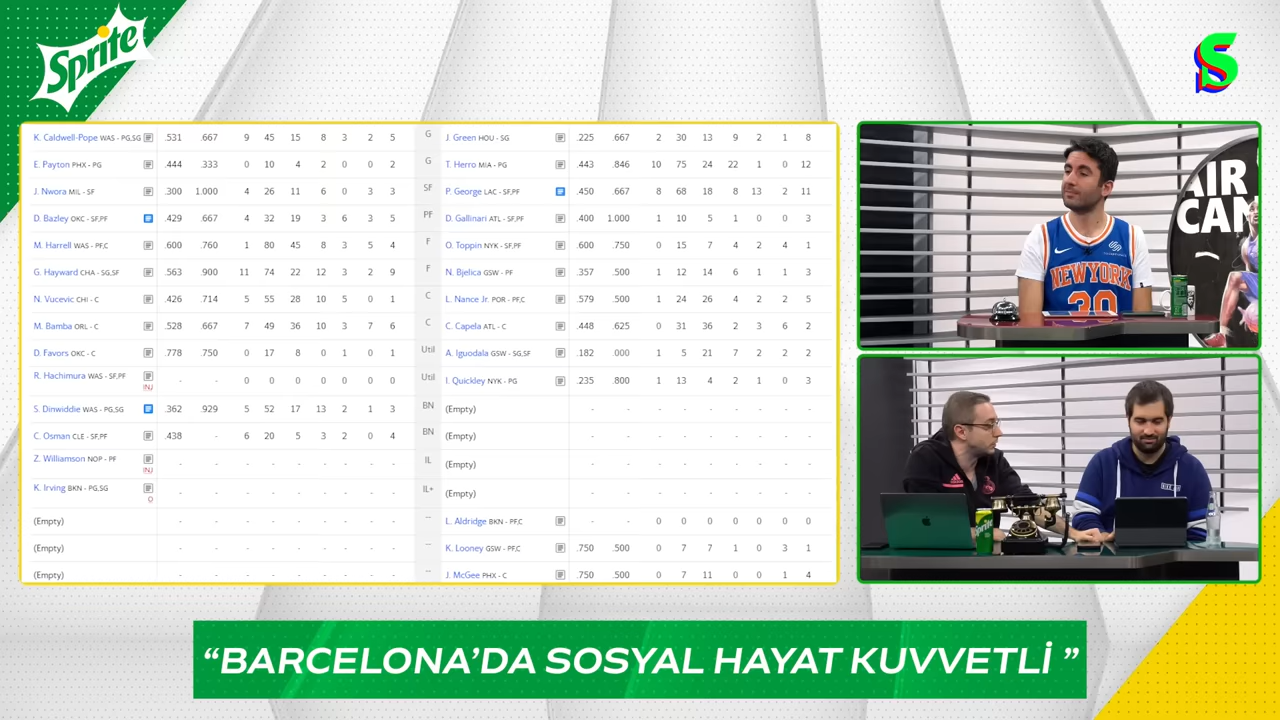 Sprite
S
K. Caldwell-Pope WAS - PG,SG .531 .667 9 45 15 8 3 2 5 G J. Green HOU - SG .225 .667 2 30 13 9 2 1 8
E. Payton PHX - PG .444 .333 0 10 4 2 0 2 G T. Herro MIA - PG .443 .846 10 75 24 22 1 0 12
J. Nwora MIL - SF .300 1.000 4 26 11 6 0 SF P. George LAC - SF,PF .450 .667 8 68 18 8 13 2 11
D. Bazley OKC - SF,PF .429 .667 4 32 19 3 6 3 5 PF D. Gallinari ATL - SF,PF .400 1.000 1 10 5 1 0 0 3
M. Harrell WAS - PF,C .600 .760 1 80 45 8 3 5 4 F O. Toppin NYK - SF,PF .600 .750 0 15 7 4 2 4 1
G. Hayward CHA - SG,SF .563 .900 11 74 22 12 3 2 F N. Bjelica GSW - PF .357 .500 1 12 14 6 1 1 3
N. Vucevic CHI - C .426 .714 5 55 28 10 5 0 1 C L. Nance Jr. POR - PF,C .579 .500 1 24 26 4 2 2 5
M. Bamba ORL - C .528 .667 7 49 10 3 7 C C. Capela ATL - C .448 .625 0 31 36 2 3 6 2
D. Favors OKC - C .778 .750 0 17 8 0 1 0 1 Util A. Iguodala GSW - SG,SF .182 .000 1 5 21 7 2 2 2
R. Hachimura WAS - SF,PF - - 0 0 0 0 0 0 0 Util I. Quickley NYK - PG .235 .800 1 13 4 2 1 0 3
INJ
S. Dinwiddie WAS - PG,SG .362 .929 5 52 17 13 2 1 3 BN (Empty) - - - - - - - - -
C. Osman CLE - SF,PF .438 - 6 20 5 3 2 0 4 BN (Empty) - - - - - - - - -
Z. Williamson NOP - PF - - - - - - - - - IL (Empty) - - - - - - - - -
INJ
K. Irving BKN - PG,SG - - - - - - - - - IL+ (Empty) - - - - - - - - -
O
(Empty) - - - - - - - - - -- L. Aldridge BKN - PF,C - - 0 0 0 0 0 0 0
(Empty) - - - - - - - - - -- K. Looney GSW - PF,C .750 .500 0 7 7 1 0 3 1
(Empty) - - - - - - - - - -- J. McGee PHX - C .750 .500 0 7 11 0 0 1 4
AIR
CAN
NEW YORK
30
Sprite
“BARCELONA’DA SOSYAL HAYAT KUVVETLİ ”